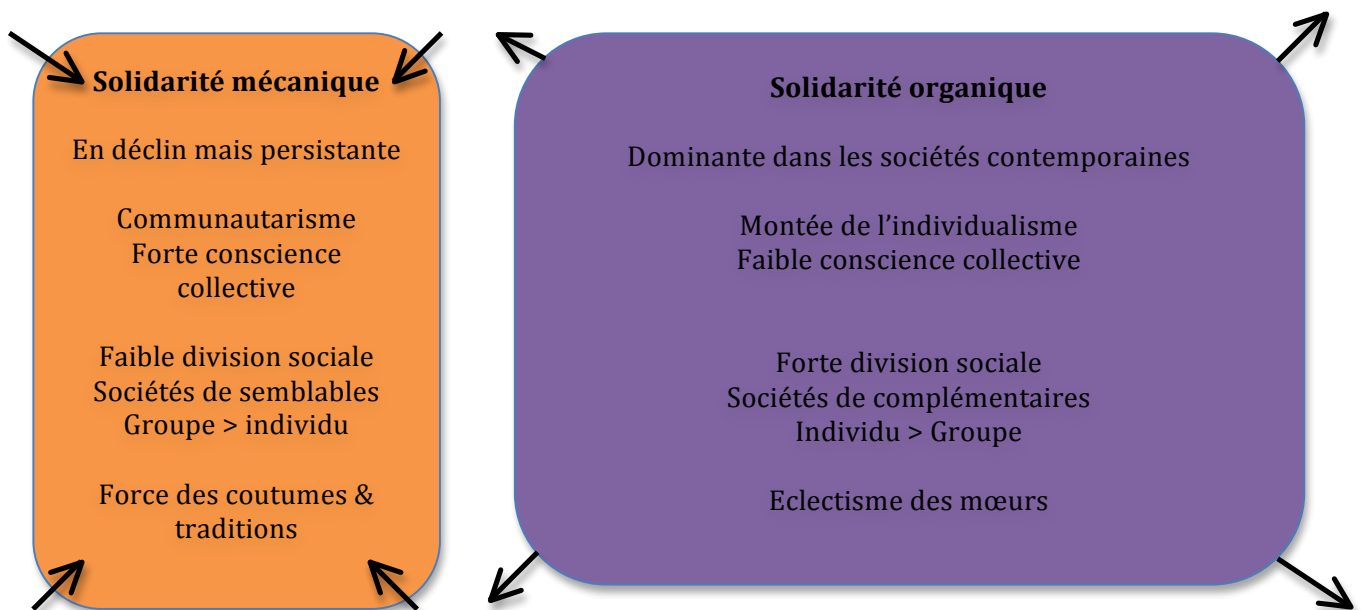 Solidarité mécanique
En déclin mais persistante
Communautarisme
Forte conscience
collective
Faible division sociale
Sociétés de semblables
Groupe > individu
Force des coutumes &
traditions
Solidarité organique
Dominante dans les sociétés contemporaines
Montée de l’individualisme
Faible conscience collective
Forte division sociale
Sociétés de complémentaires
Individu > Groupe
Eclectisme des mœurs